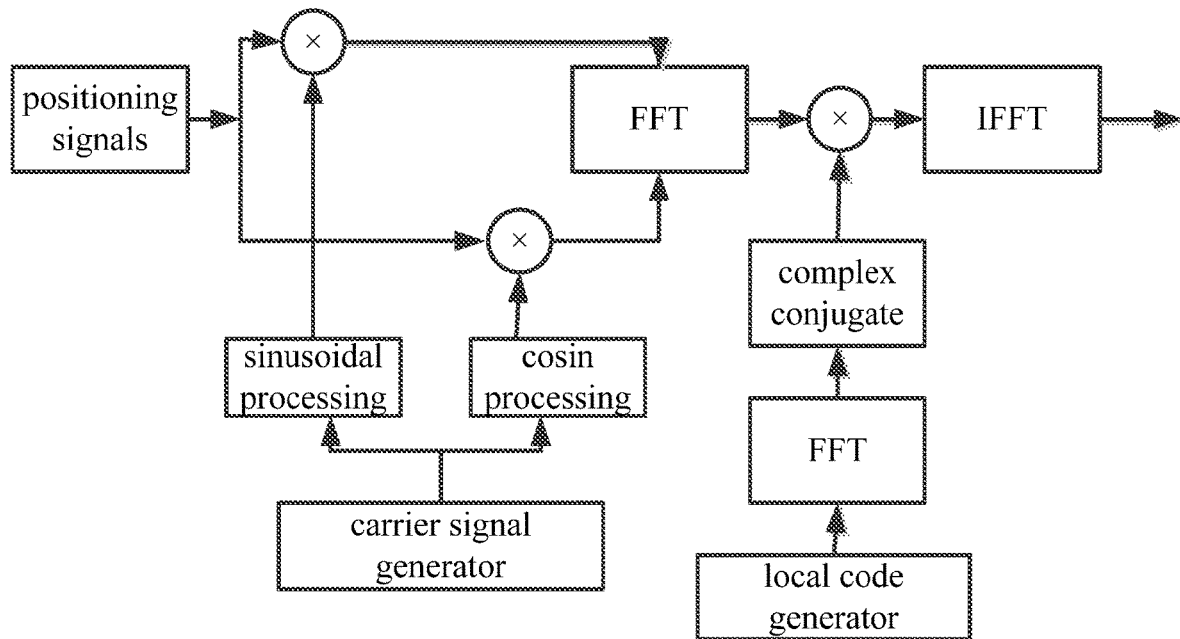 ×
positioning
signals
FFT
×
IFFT
×
complex
conjugate
sinusoidal
processing
cosin
processing
FFT
carrier signal
generator
local code
generator